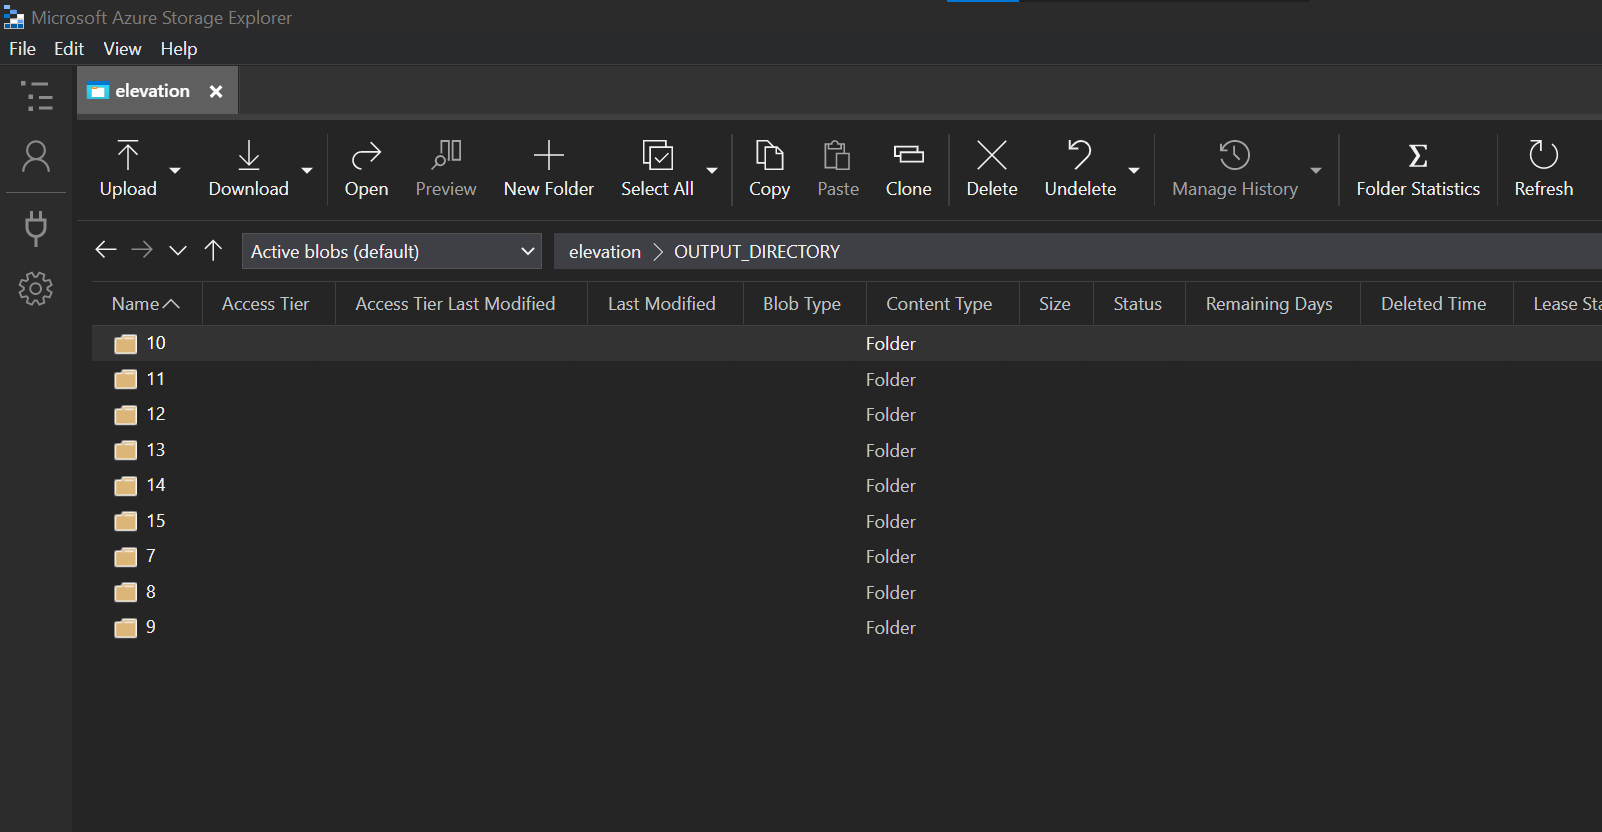 Microsoft Azure Storage Explorer
File Edit View Help
elevation
Upload Download Open Preview New Folder Select All Copy Paste Clone Delete Undelete Manage History Folder Statistics Refresh
Active blobs (default) elevation OUTPUT_DIRECTORY
Name Access Tier Access Tier Last Modified Last Modified Blob Type Content Type Size Status Remaining Days Deleted Time Lease Sta
10 Folder
11 Folder
12 Folder
13 Folder
14 Folder
15 Folder
7 Folder
8 Folder
9 Folder